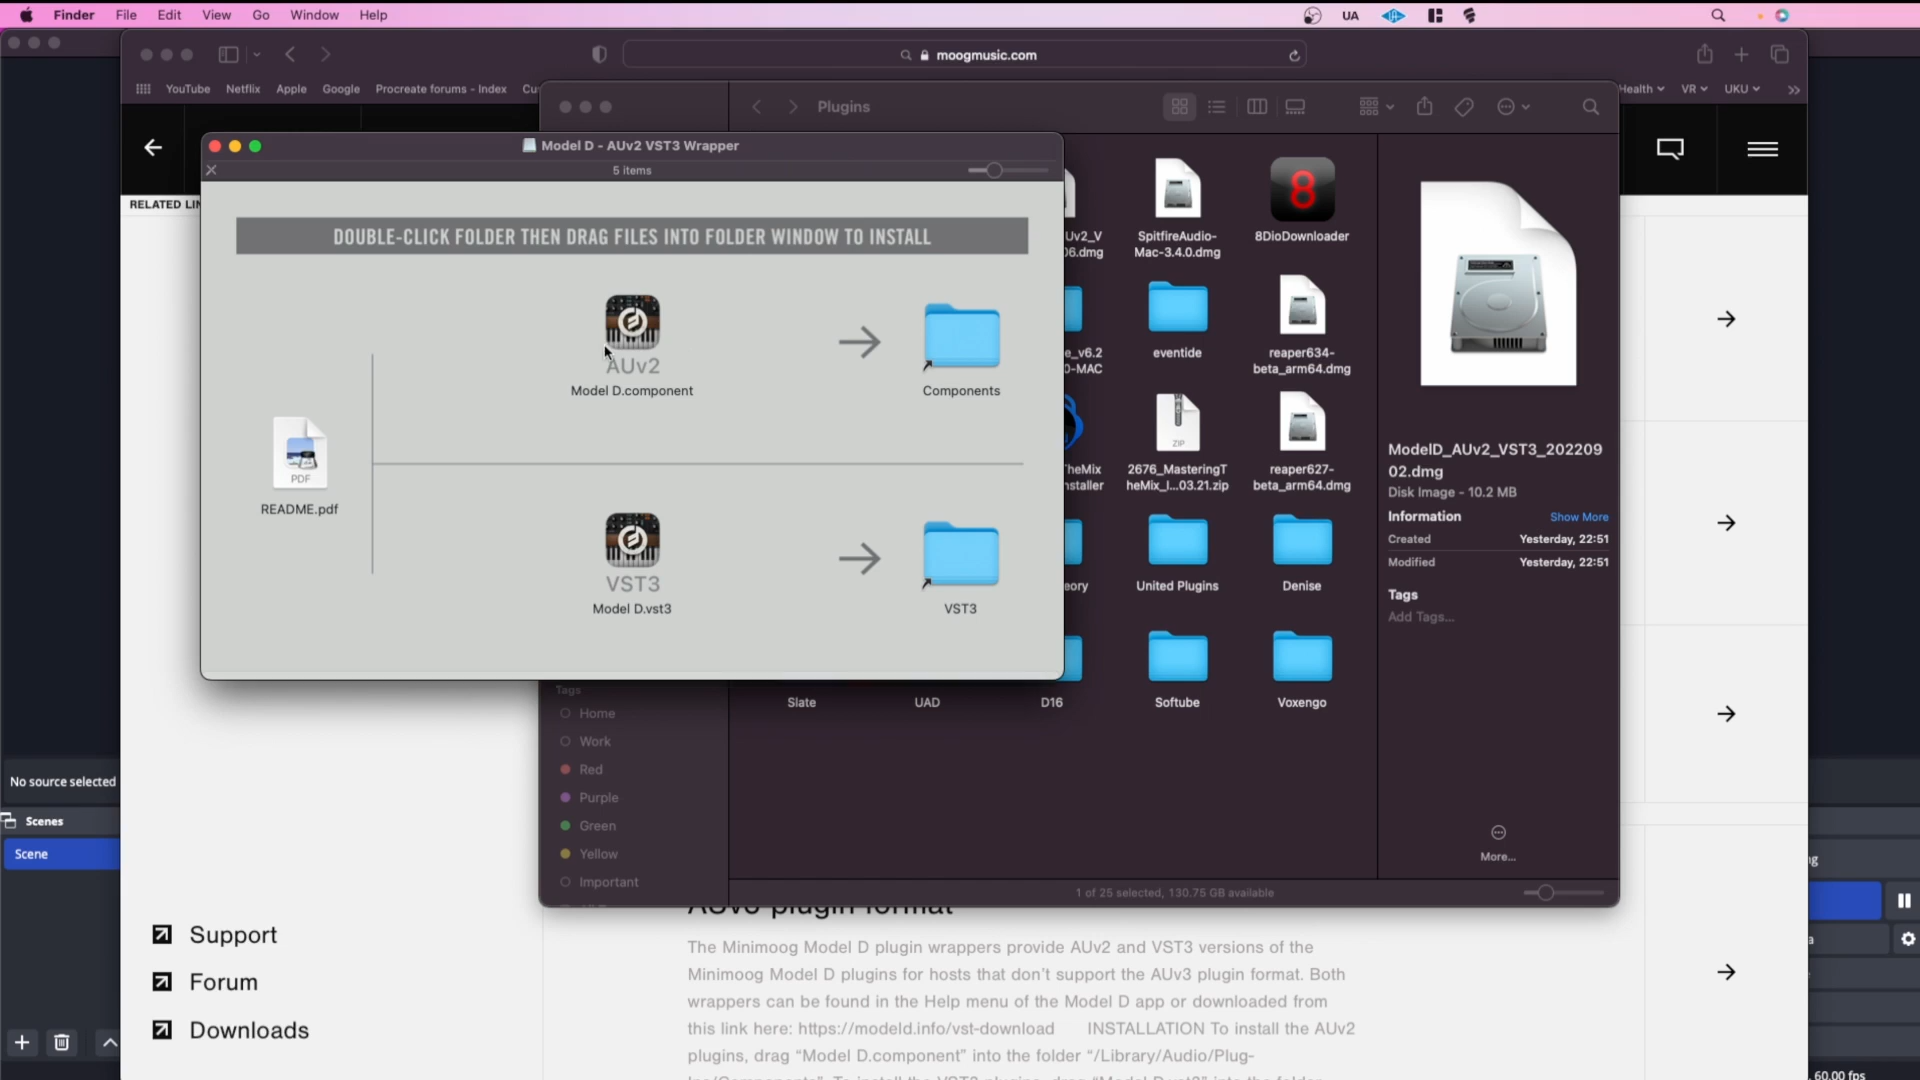 Finder File Edit View Go Window Help
UA
moogmusic.com
YouTube Netflix Apple Google Procreate forums - Index
Health VR UKU
Plugins
Model D - AUv2 VST3 Wrapper
5 items
RELATED
DOUBLE-CLICK FOLDER THEN DRAG FILES INTO FOLDER WINDOW TO INSTALL
AUv2
Model D.component
Components
PDF
README.pdf
VST3
Model D.vst3
VST3
SpitfireAudio-
Mac-3.4.0.dmg
8
8DioDownloader
eventide
reaper634-
beta_arm64.dmg
ZIP
2676_MasteringT
heMix_I...03.21.zip
reaper627-
beta_arm64.dmg
United Plugins
Denise
Slate
UAD
D16
Softube
Voxengo
ModelD_AUv2_VST3_202209
02.dmg
Disk Image - 10.2 MB
Information Show More
Created Yesterday, 22:51
Modified Yesterday, 22:51
Tags
Add Tags...
More...
Tags
Home
Work
Red
Purple
Green
Yellow
Important
1 of 25 selected, 130.75 GB available
No source selected
Scenes
Scene
Support
Forum
Downloads
plugin format
The Minimoog Model D plugin wrappers provide AUv2 and VST3 versions of the
Minimoog Model D plugins for hosts that don't support the AUv3 plugin format. Both
wrappers can be found in the Help menu of the Model D app or downloaded from
this link here: https://modeld.info/vst-download INSTALLATION To install the AUv2
plugins, drag "Model D.component" into the folder "/Library/Audio/Plug-
60.00 fps